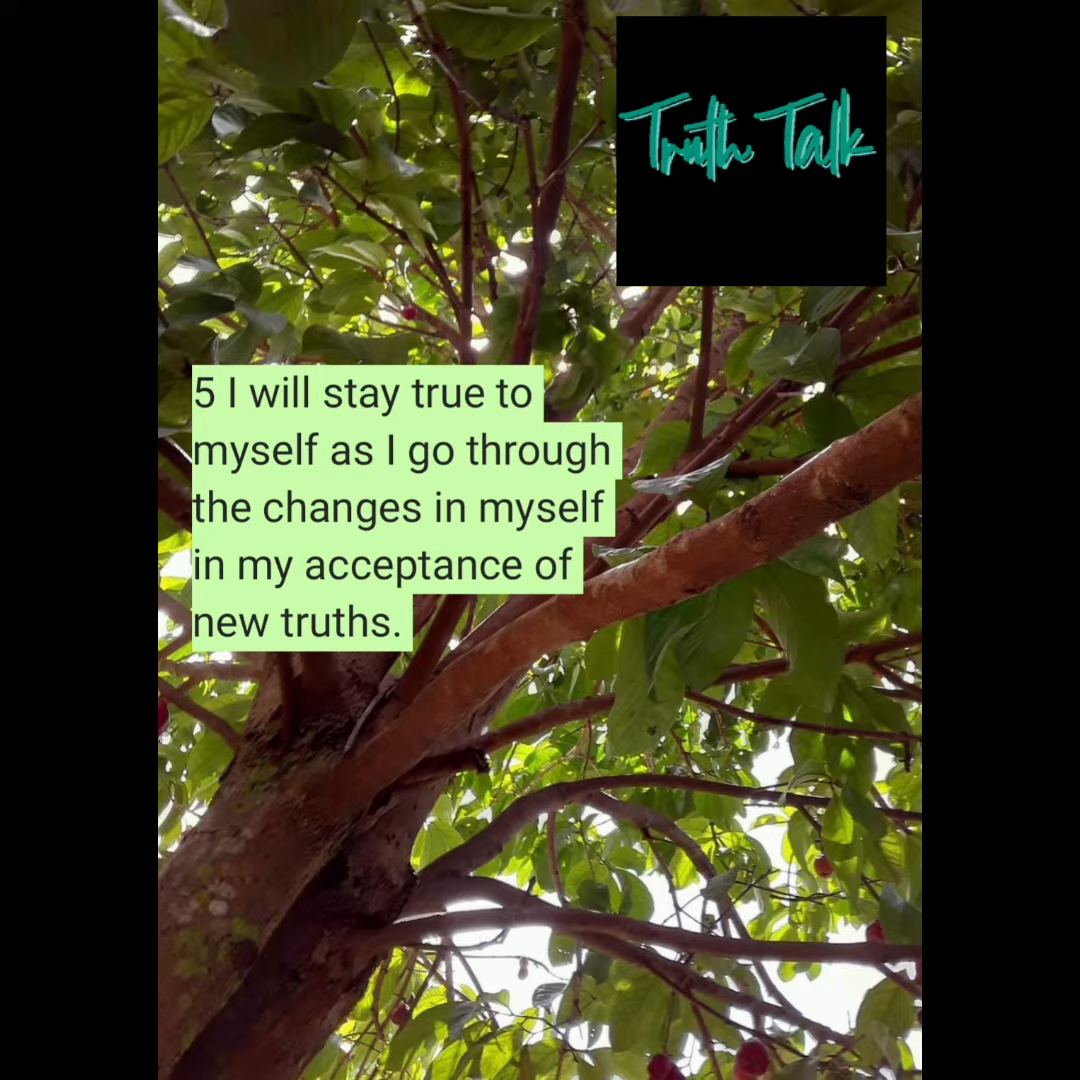 Truth Talk
5 I will stay true to
myself as I go through
the changes in myself
in my acceptance of
new truths.